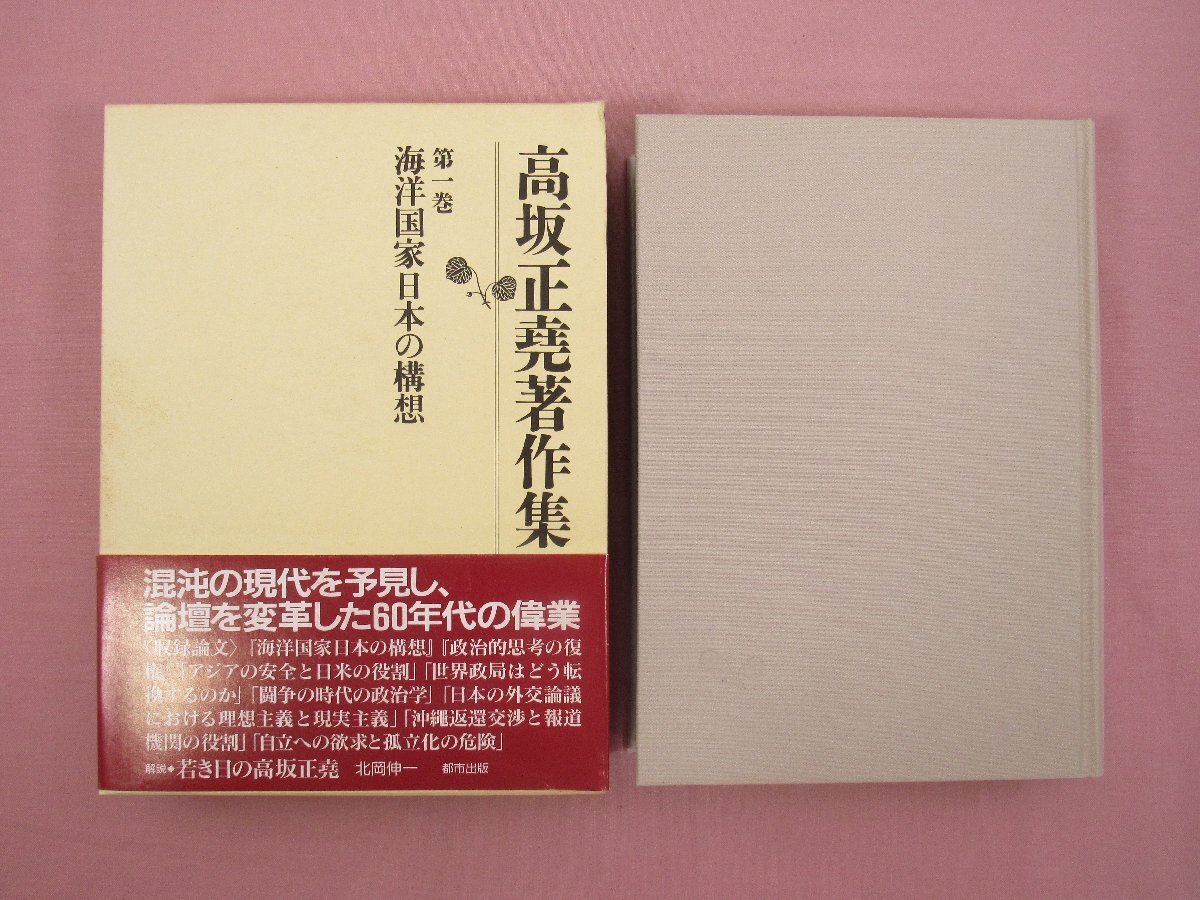 高坂正堯著作集
第一巻
海洋国家日本の構想
混沌の現代を予見し、
論壇を変革した60年代の偉業
〈収録論文〉『海洋国家日本の構想』『政治的思考の復
権』「アジアの安全と日米の役割」「世界政局はどう転
換するのか」「闘争の時代の政治学」「日本の外交論議
における理想主義と現実主義」「沖縄返還交渉と報道
機関の役割」「自立への欲求と孤立化の危険」
解説◆若き日の高坂正堯 北岡伸一 都市出版